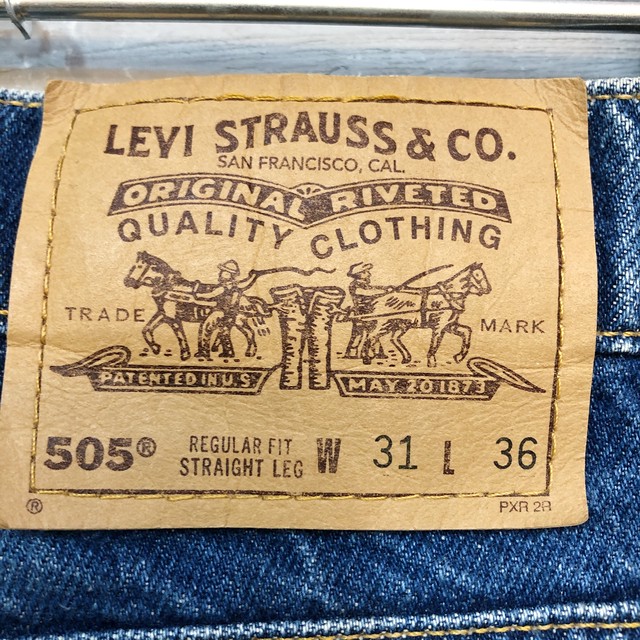 LEVI STRAUSS & CO.
SAN FRANCISCO, CAL.
ORIGINAL RIVETED
QUALITY CLOTHING
TRADE MARK
PATENTED IN U.S. MAY 20 1873
505® REGULAR FIT STRAIGHT LEG W 31 L 36
® PXR 2R